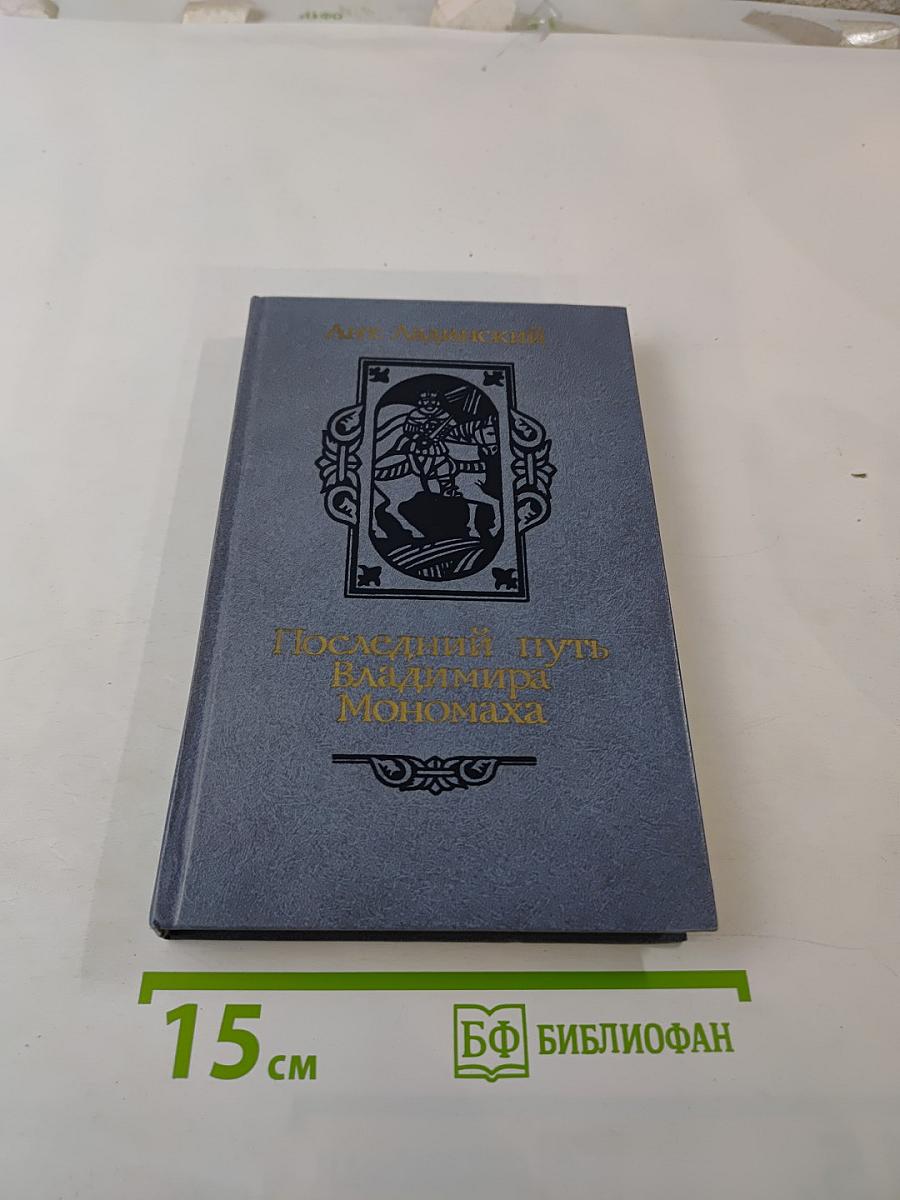 Ант. Ладинский
Последний путь
Владимира
Мономаха
15 см
БФ БИБЛИОФАН